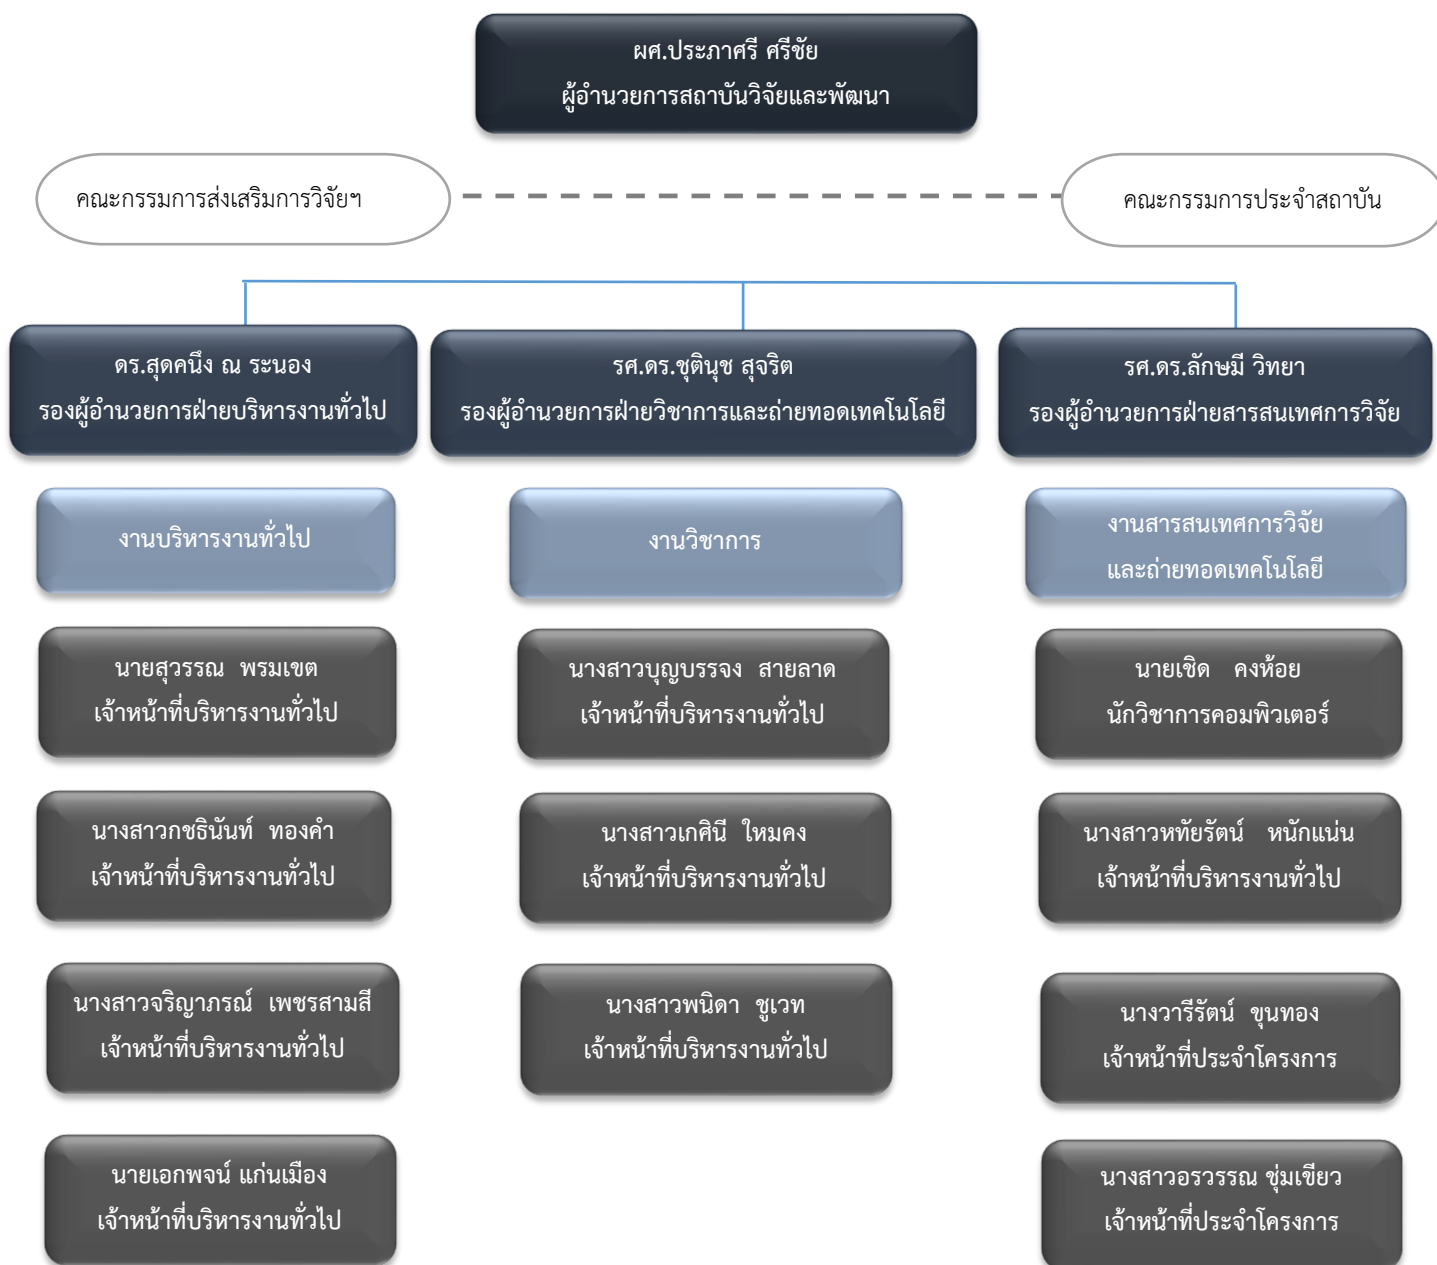 ผศ.ประภาศรี ศรีชัย
ผู้อำนวยการสถาบันวิจัยและพัฒนา
คณะกรรมการส่งเสริมการวิจัยฯ
คณะกรรมการประจำสถาบัน
ดร.สุดคนึง ณ ระนอง
รองผู้อำนวยการฝ่ายบริหารงานทั่วไป
รศ.ดร.ชุตินุช สุจริต
รองผู้อำนวยการฝ่ายวิชาการและถ่ายทอดเทคโนโลยี
รศ.ดร.ลักษมี วิทยา
รองผู้อำนวยการฝ่ายสารสนเทศการวิจัย
งานบริหารงานทั่วไป
งานวิชาการ
งานสารสนเทศการวิจัย
และถ่ายทอดเทคโนโลยี
นายสุวรรณ พรมเขต
เจ้าหน้าที่บริหารงานทั่วไป
นางสาวบุญบรรจง สายลาด
เจ้าหน้าที่บริหารงานทั่วไป
นายเชิด คงห้อย
นักวิชาการคอมพิวเตอร์
นางสาวกชธินันท์ ทองคำ
เจ้าหน้าที่บริหารงานทั่วไป
นางสาวเกศินี ใหมคง
เจ้าหน้าที่บริหารงานทั่วไป
นางสาวหทัยรัตน์ หนักแน่น
เจ้าหน้าที่บริหารงานทั่วไป
นางสาวจริญาภรณ์ เพชรสามสี
เจ้าหน้าที่บริหารงานทั่วไป
นางสาวพนิดา ชูเวท
เจ้าหน้าที่บริหารงานทั่วไป
นางวารีรัตน์ ขุนทอง
เจ้าหน้าที่ประจำโครงการ
นายเอกพจน์ แก่นเมือง
เจ้าหน้าที่บริหารงานทั่วไป
นางสาวอรวรรณ ชุ่มเขียว
เจ้าหน้าที่ประจำโครงการ